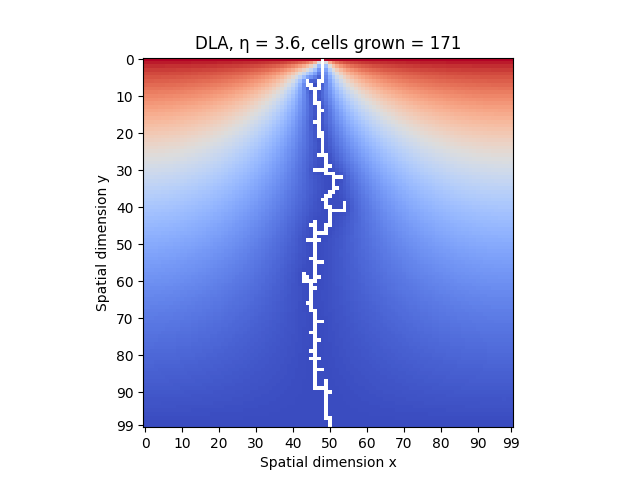 DLA, η = 3.6, cells grown = 171
0
10
20
30
40
50
60
70
80
90
99
Spatial dimension y
0 10 20 30 40 50 60 70 80 90 99
Spatial dimension x